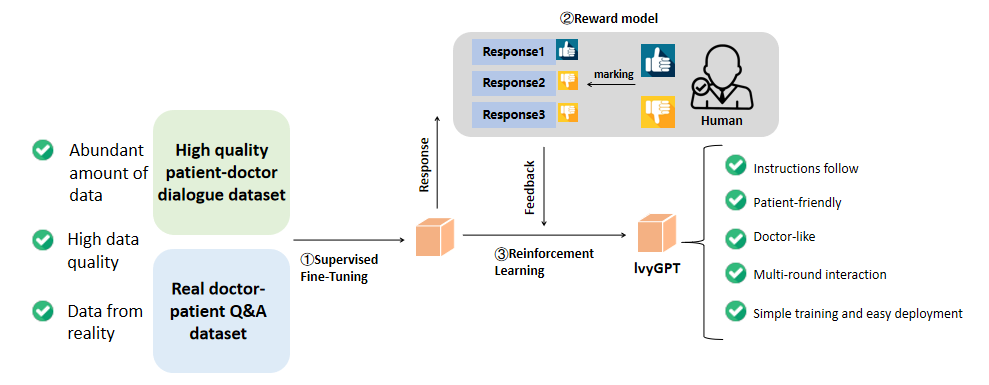 ②Reward model
Response1
Response2
Response3
marking
Human
Abundant
amount of
data
High data
quality
Data from
reality
High quality
patient-doctor
dialogue dataset
Real doctor-
patient Q&A
dataset
①Supervised
Fine-Tuning
Response
Feedback
③Reinforcement
Learning
IvyGPT
Instructions follow
Patient-friendly
Doctor-like
Multi-round interaction
Simple training and easy deployment